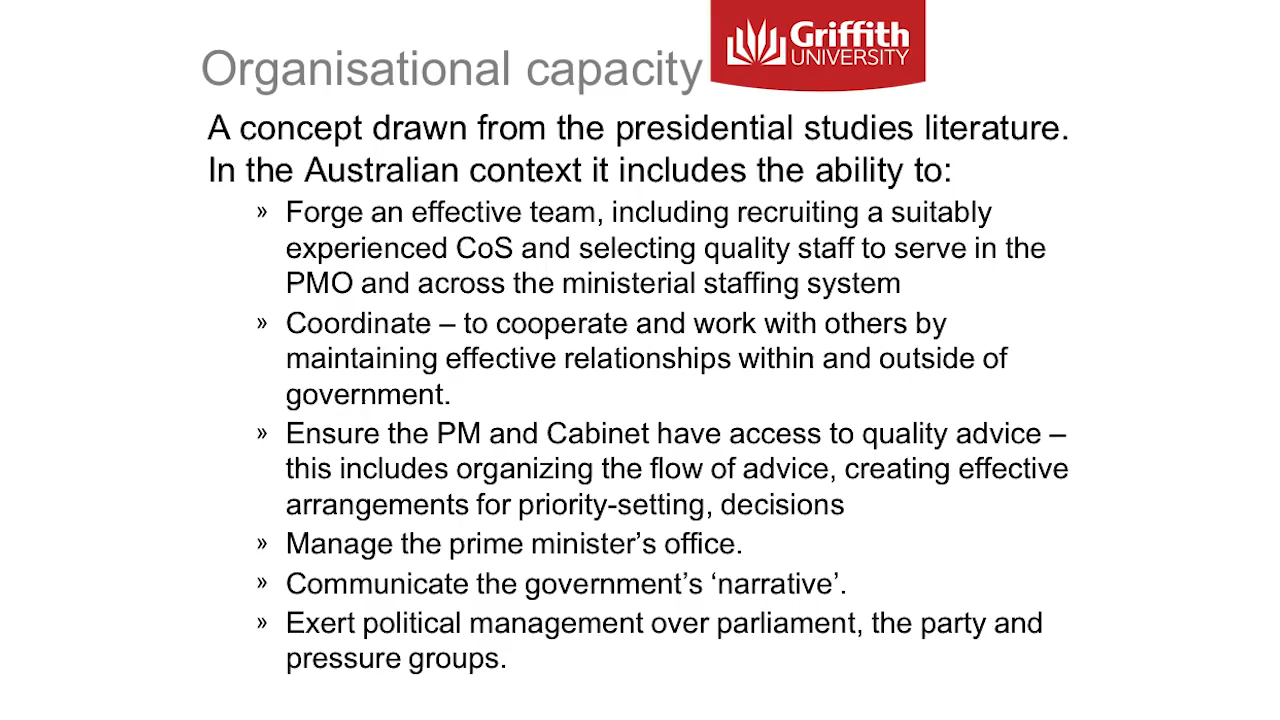 Organisational capacity
Griffith
UNIVERSITY
A concept drawn from the presidential studies literature.
In the Australian context it includes the ability to:
» Forge an effective team, including recruiting a suitably
experienced CoS and selecting quality staff to serve in the
PMO and across the ministerial staffing system
» Coordinate – to cooperate and work with others by
maintaining effective relationships within and outside of
government.
» Ensure the PM and Cabinet have access to quality advice –
this includes organizing the flow of advice, creating effective
arrangements for priority-setting, decisions
» Manage the prime minister’s office.
» Communicate the government’s ‘narrative’.
» Exert political management over parliament, the party and
pressure groups.